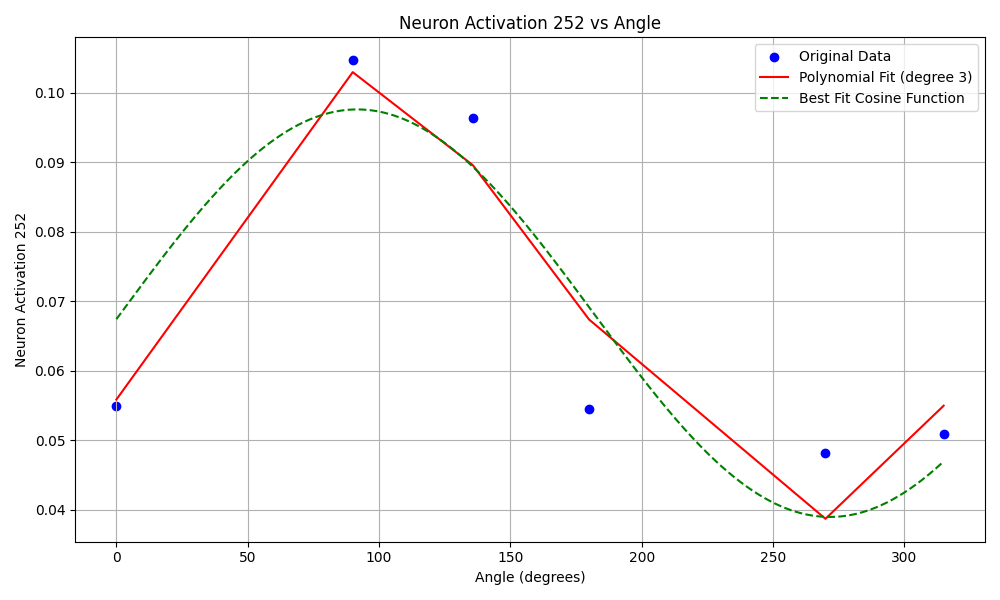 Neuron Activation 252 vs Angle
Original Data
Polynomial Fit (degree 3)
Best Fit Cosine Function
Neuron Activation 252
0.10
0.09
0.08
0.07
0.06
0.05
0.04
0 50 100 150 200 250 300
Angle (degrees)